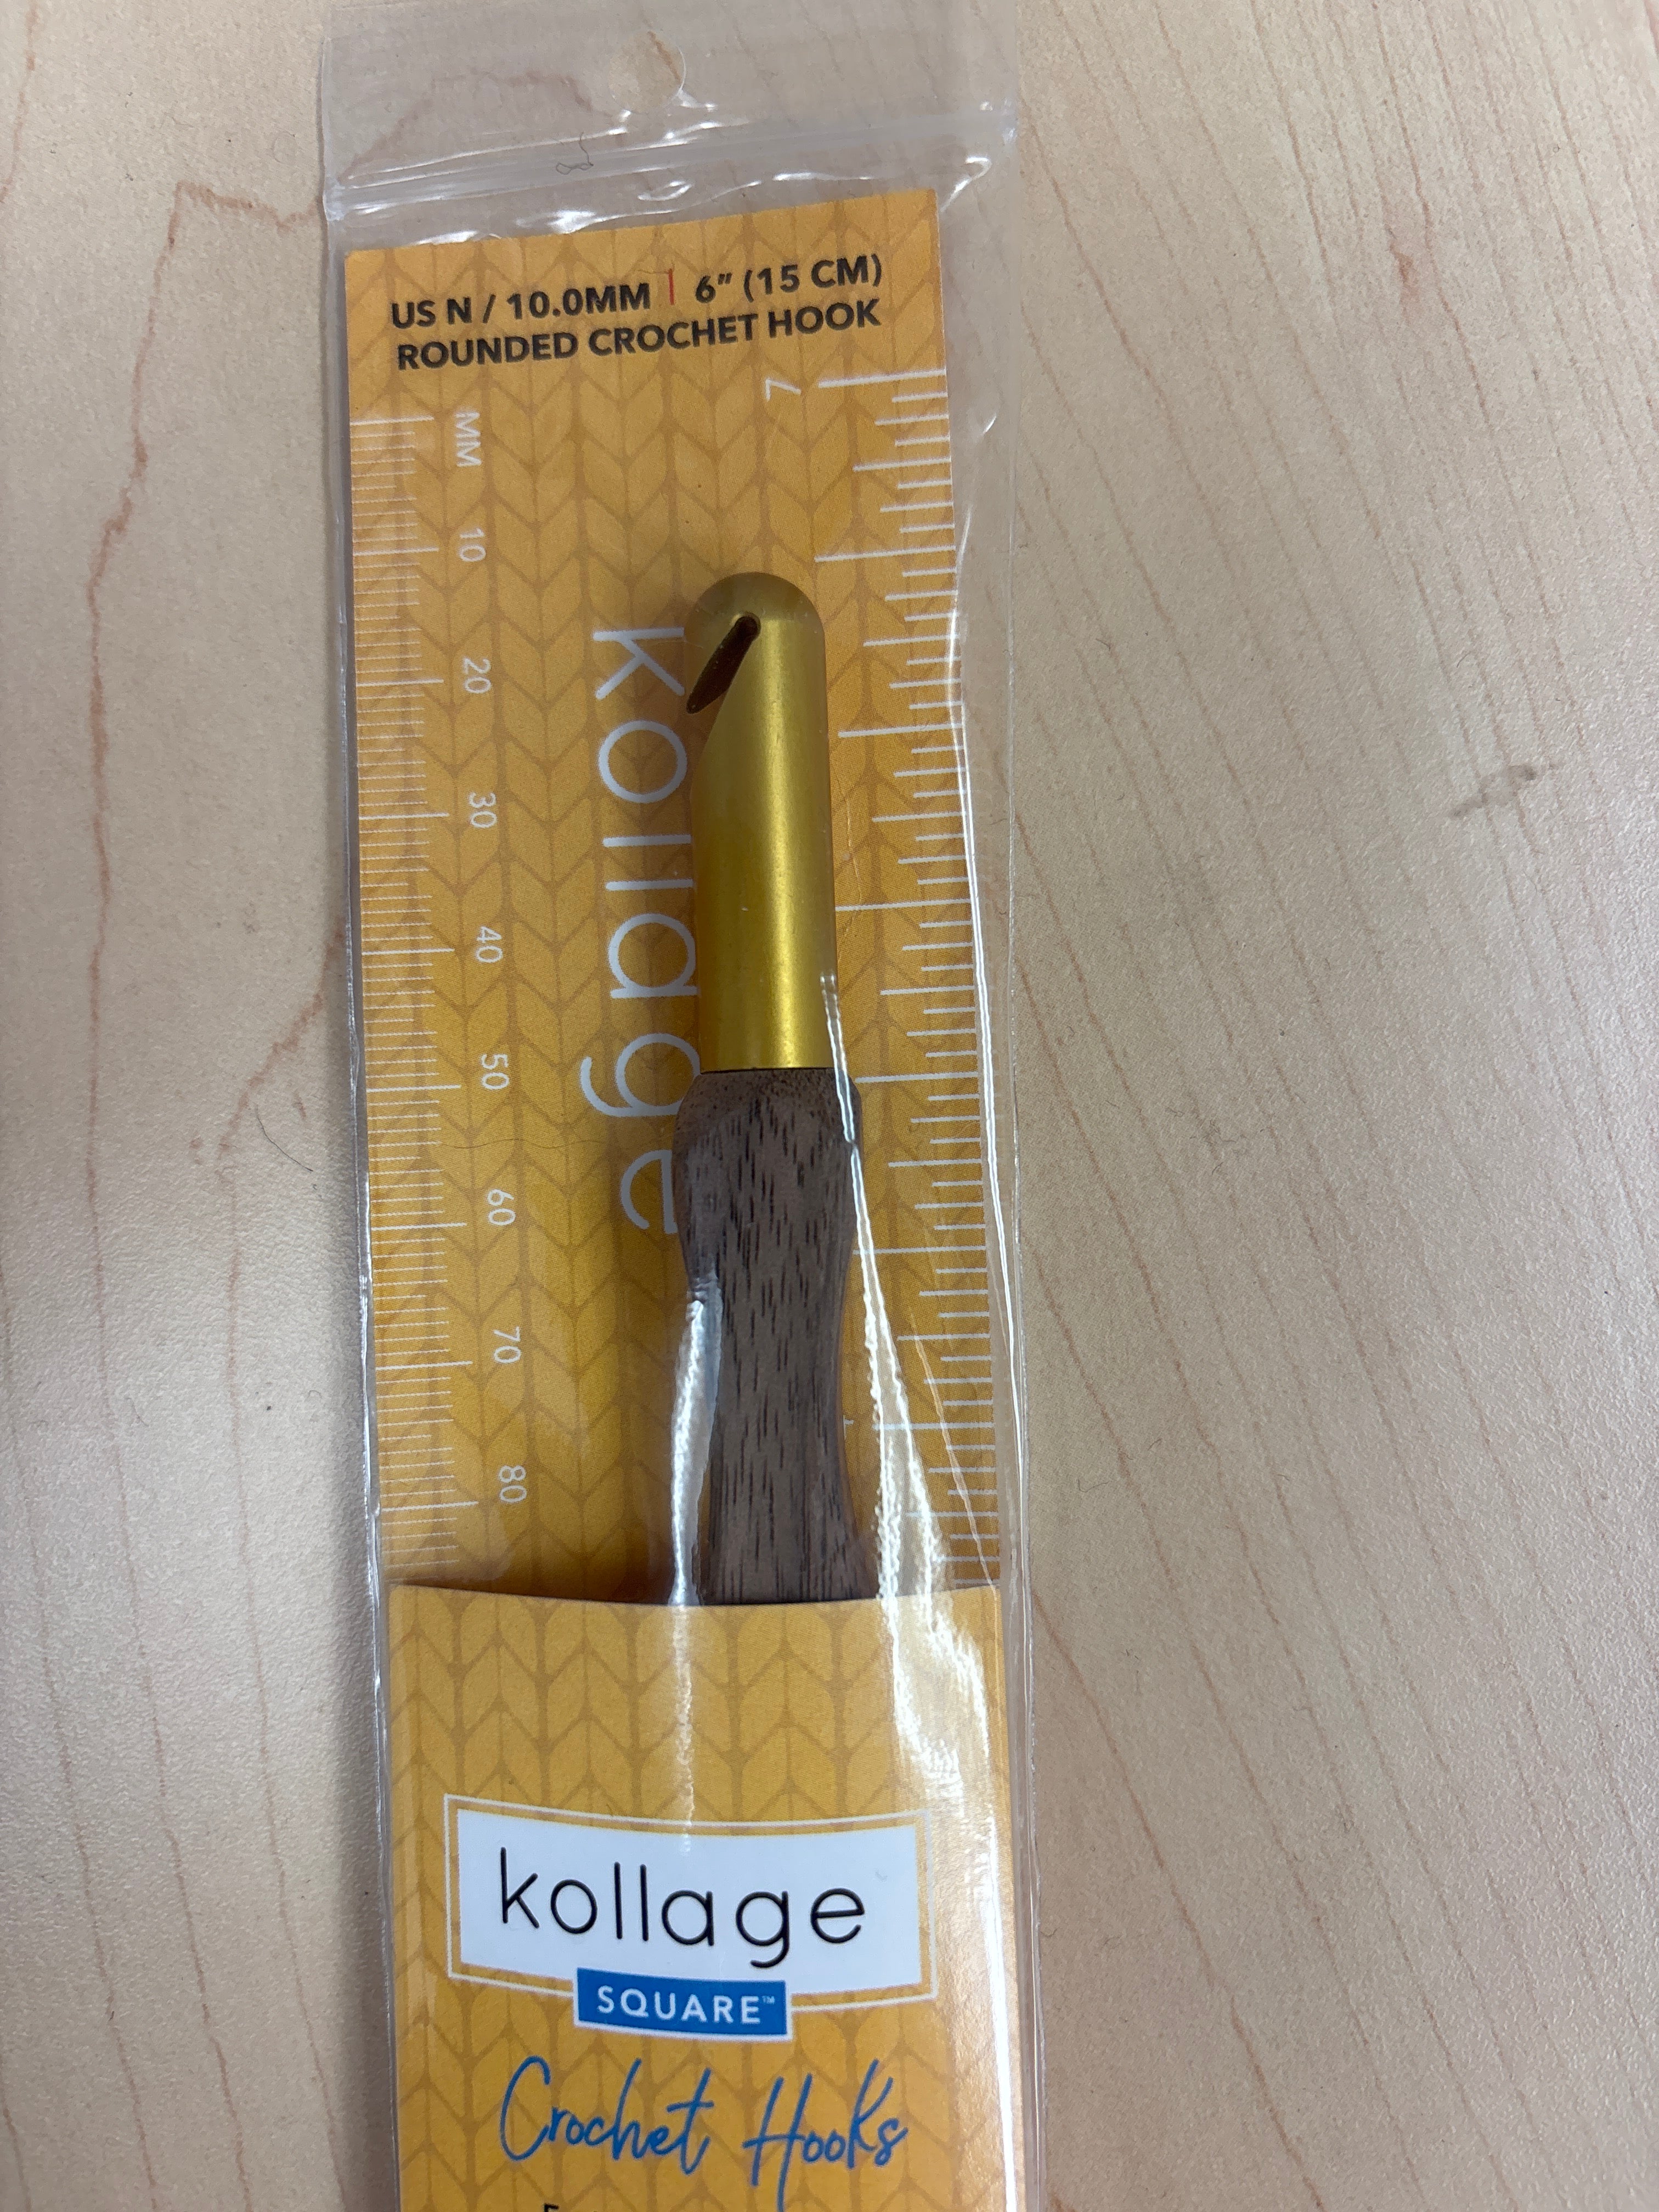 US N / 10.0MM | 6" (15 CM)
ROUNDED CROCHET HOOK
MM
10
20
30
40
50
60
70
80
kollage
kollage
SQUARE™
Crochet Hooks